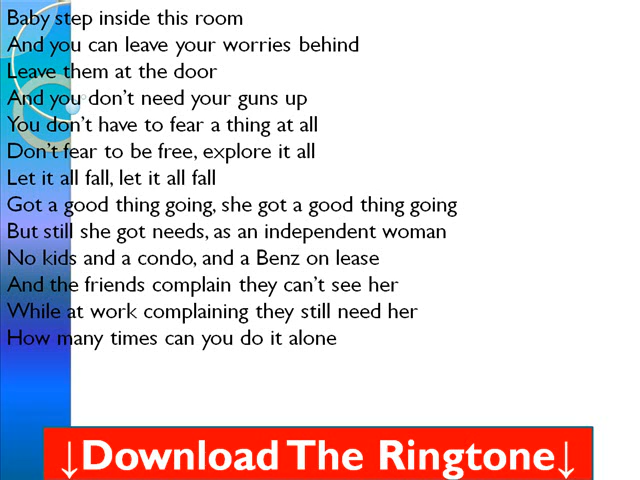 Baby step inside this room
And you can leave your worries behind
Leave them at the door
And you don't need your guns up
You don't have to fear a thing at all
Don't fear to be free, explore it all
Let it all fall, let it all fall
Got a good thing going, she got a good thing going
But still she got needs, as an independent woman
No kids and a condo, and a Benz on lease
And the friends complain they can't see her
While at work complaining they still need her
How many times can you do it alone
↓Download The Ringtone↓